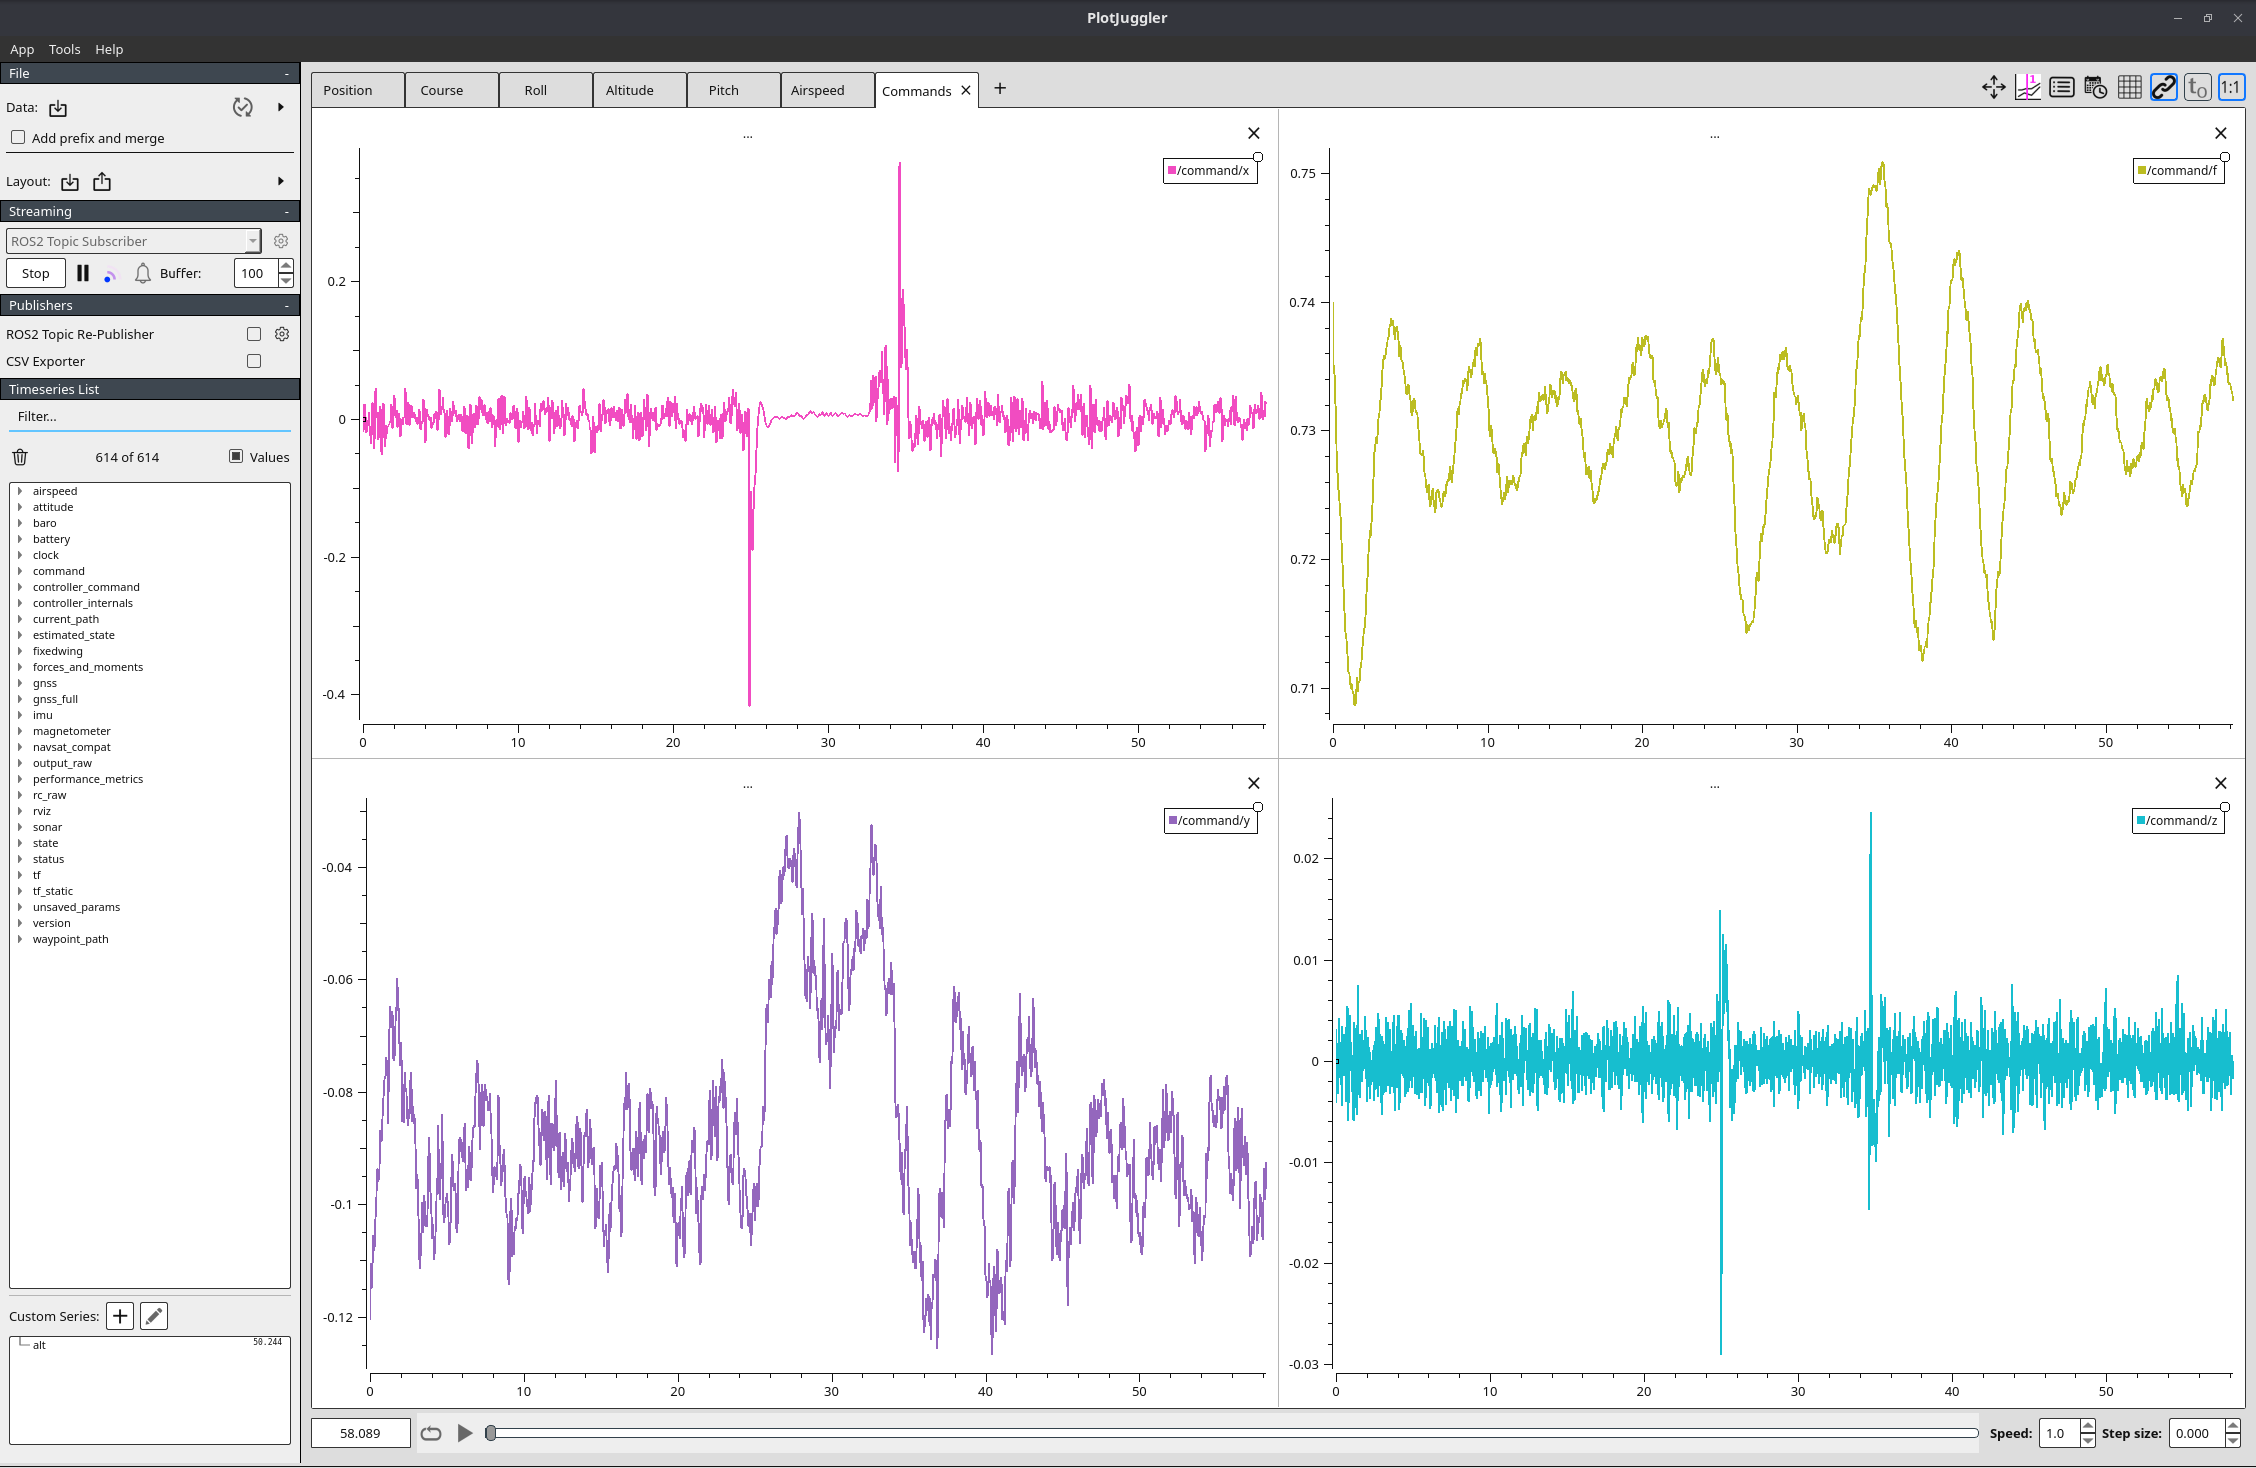 PlotJuggler
App Tools Help
File -
Data:
Add prefix and merge
Layout:
Streaming -
ROS2 Topic Subscriber
Stop Buffer: 100
Publishers -
ROS2 Topic Re-Publisher
CSV Exporter
Timeseries List
Filter...
614 of 614 Values
airspeed
attitude
baro
battery
clock
command
controller_command
controller_internals
current_path
estimated_state
fixedwing
forces_and_moments
gnss
gnss_full
imu
magnetometer
navsat_compat
output_raw
performance_metrics
rc_raw
rviz
sonar
state
status
tf
tf_static
unsaved_params
version
waypoint_path
Custom Series:
alt 50.244
Position Course Roll Altitude Pitch Airspeed Commands +
1 t0 1:1
...
/command/x
0.2
0
-0.2
-0.4
0 10 20 30 40 50
...
/command/f
0.75
0.74
0.73
0.72
0.71
0 10 20 30 40 50
...
/command/y
-0.04
-0.06
-0.08
-0.1
-0.12
0 10 20 30 40 50
...
/command/z
0.02
0.01
0
-0.01
-0.02
-0.03
0 10 20 30 40 50
58.089 Speed: 1.0 Step size: 0.000